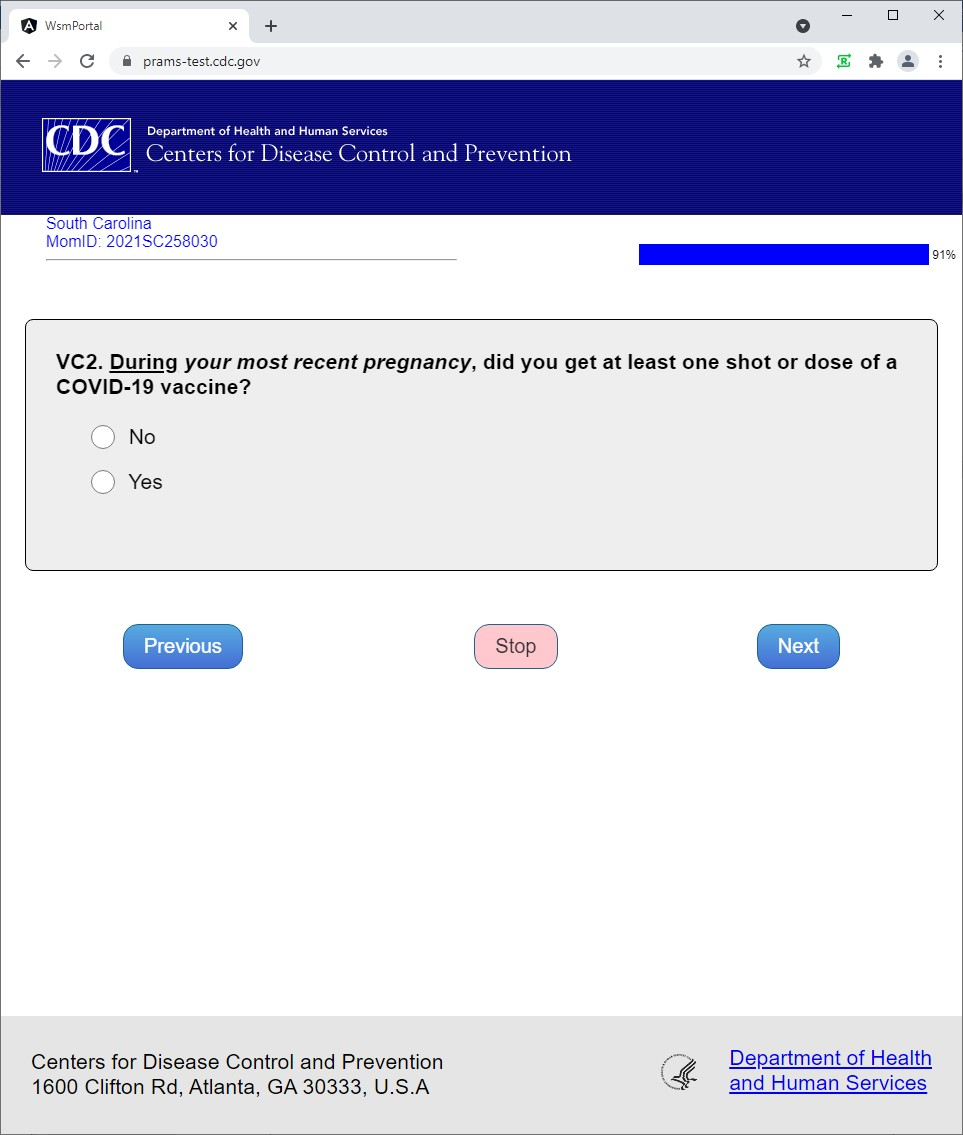 WsmPortal
prams-test.cdc.gov
CDC
Department of Health and Human Services
Centers for Disease Control and Prevention
South Carolina
MomID: 2021SC258030
91%
VC2. During your most recent pregnancy, did you get at least one shot or dose of a
COVID-19 vaccine?
No
Yes
Previous
Stop
Next
Centers for Disease Control and Prevention
1600 Clifton Rd, Atlanta, GA 30333, U.S.A
Department of Health
and Human Services